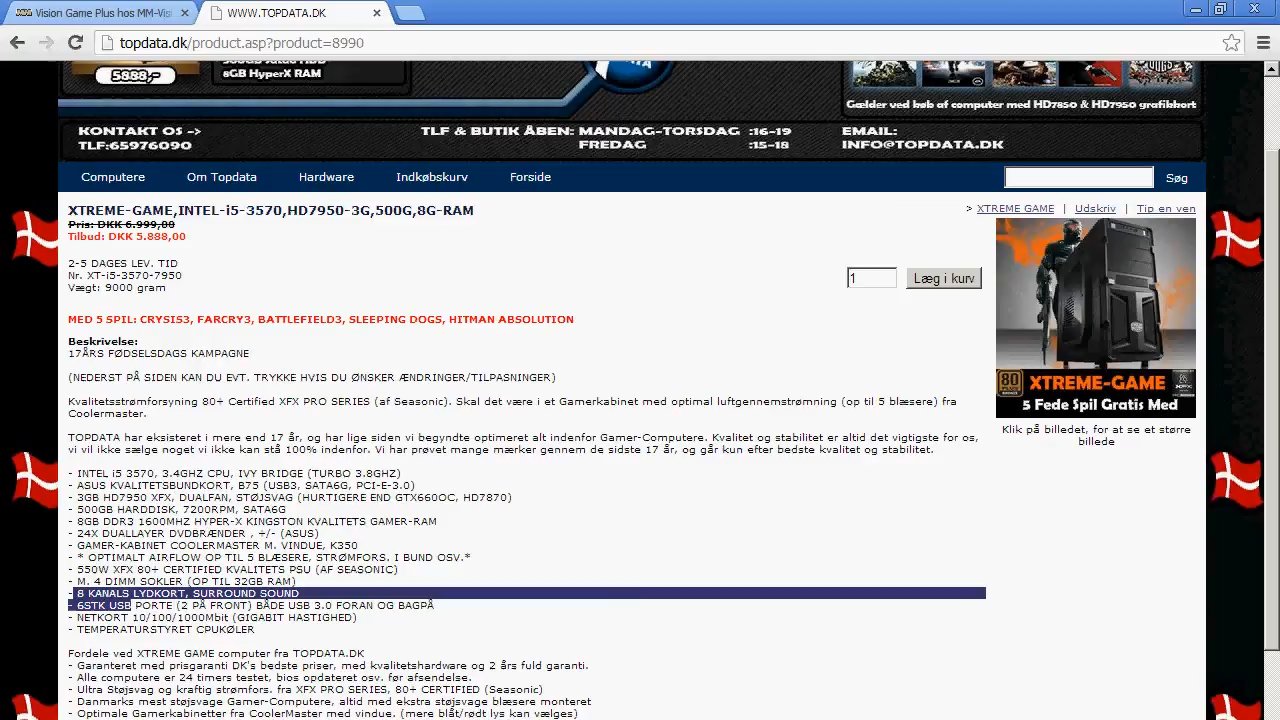 Vision Game Plus hos MM-Vis
WWW.TOPDATA.DK
topdata.dk/product.asp?product=8990
5888,-
8GB HyperX RAM
Gælder ved køb af computer med HD7850 & HD7950 grafikkort
KONTAKT OS ->
TLF:65976090
TLF & BUTIK ÅBEN: MANDAG-TORSDAG :16-19
FREDAG :15-18
EMAIL:
INFO@TOPDATA.DK
Computere Om Topdata Hardware Indkøbskurv Forside Søg
XTREME-GAME,INTEL-i5-3570,HD7950-3G,500G,8G-RAM
> XTREME GAME | Udskriv | Tip en ven
Pris: DKK 6.999,00
Tilbud: DKK 5.888,00
2-5 DAGES LEV. TID
Nr. XT-i5-3570-7950
Vægt: 9000 gram
1 Læg i kurv
MED 5 SPIL: CRYSIS3, FARCRY3, BATTLEFIELD3, SLEEPING DOGS, HITMAN ABSOLUTION
Beskrivelse:
17ÅRS FØDSELSDAGS KAMPAGNE
(NEDERST PÅ SIDEN KAN DU EVT. TRYKKE HVIS DU ØNSKER ÆNDRINGER/TILPASNINGER)
Kvalitetsstrømforsyning 80+ Certified XFX PRO SERIES (af Seasonic). Skal det være i et Gamerkabinet med optimal luftgennemstrømning (op til 5 blæsere) fra
Coolermaster.
TOPDATA har eksisteret i mere end 17 år, og har lige siden vi begyndte optimeret alt indenfor Gamer-Computere. Kvalitet og stabilitet er altid det vigtigste for os,
vi vil ikke sælge noget vi ikke kan stå 100% indenfor. Vi har prøvet mange mærker gennem de sidste 17 år, og går kun efter bedste kvalitet og stabilitet.
- INTEL i5 3570, 3.4GHZ CPU, IVY BRIDGE (TURBO 3.8GHZ)
- ASUS KVALITETSBUNDKORT, B75 (USB3, SATA6G, PCI-E-3.0)
- 3GB HD7950 XFX, DUALFAN, STØJSVAG (HURTIGERE END GTX660OC, HD7870)
- 500GB HARDDISK, 7200RPM, SATA6G
- 8GB DDR3 1600MHZ HYPER-X KINGSTON KVALITETS GAMER-RAM
- 24X DUALLAYER DVDBRÆNDER , +/- (ASUS)
- GAMER-KABINET COOLERMASTER M. VINDUE, K350
- * OPTIMALT AIRFLOW OP TIL 5 BLÆSERE, STRØMFORS. I BUND OSV.*
- 550W XFX 80+ CERTIFIED KVALITETS PSU (AF SEASONIC)
- M. 4 DIMM SOKLER (OP TIL 32GB RAM)
- 8 KANALS LYDKORT, SURROUND SOUND
- 6STK USB PORTE (2 PÅ FRONT) BÅDE USB 3.0 FORAN OG BAGPÅ
- NETKORT 10/100/1000Mbit (GIGABIT HASTIGHED)
- TEMPERATURSTYRET CPUKØLER
Fordele ved XTREME GAME computer fra TOPDATA.DK
- Garanteret med prisgaranti DK's bedste priser, med kvalitetshardware og 2 års fuld garanti.
- Alle computere er 24 timers testet, bios opdateret osv. før afsendelse.
- Ultra Støjsvag og kraftig strømfors. fra XFX PRO SERIES, 80+ CERTIFIED (Seasonic)
- Danmarks mest støjsvage Gamer-Computere, altid med ekstra støjsvage blæsere monteret
- Optimale Gamerkabinetter fra CoolerMaster med vindue. (mere blåt/rødt lys kan vælges)
80 XTREME-GAME
5 Fede Spil Gratis Med
Klik på billedet, for at se et større
billede